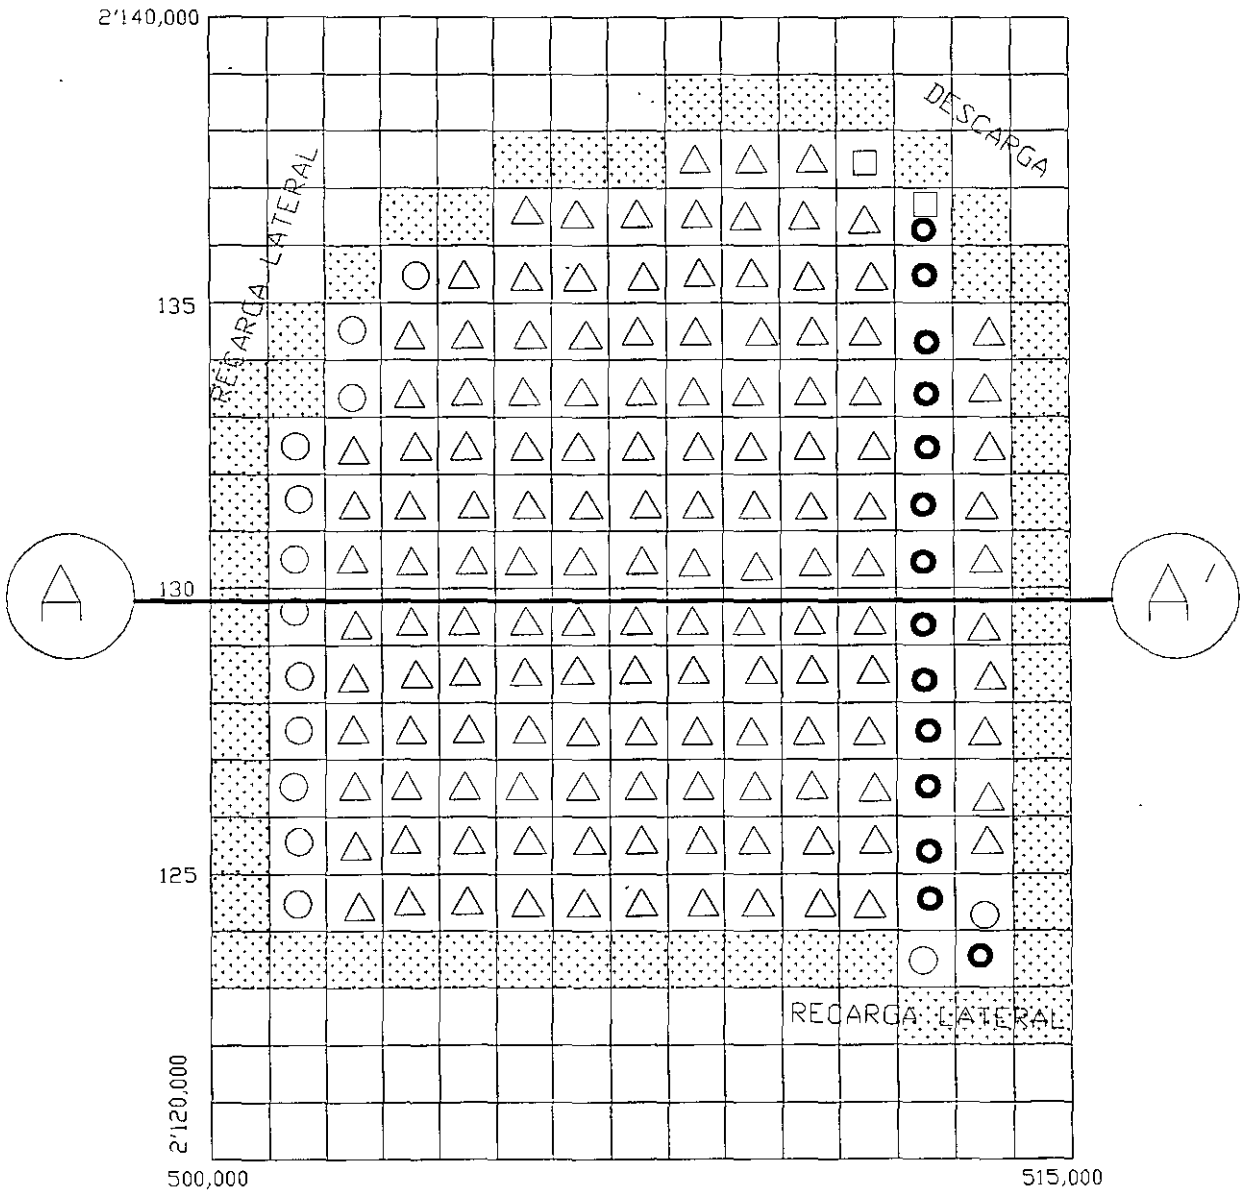 2'140,000
DESCARGA
RECARGA LATERAL
135
A
130
A'
125
RECARGA LATERAL
2'120,000
500,000
515,000